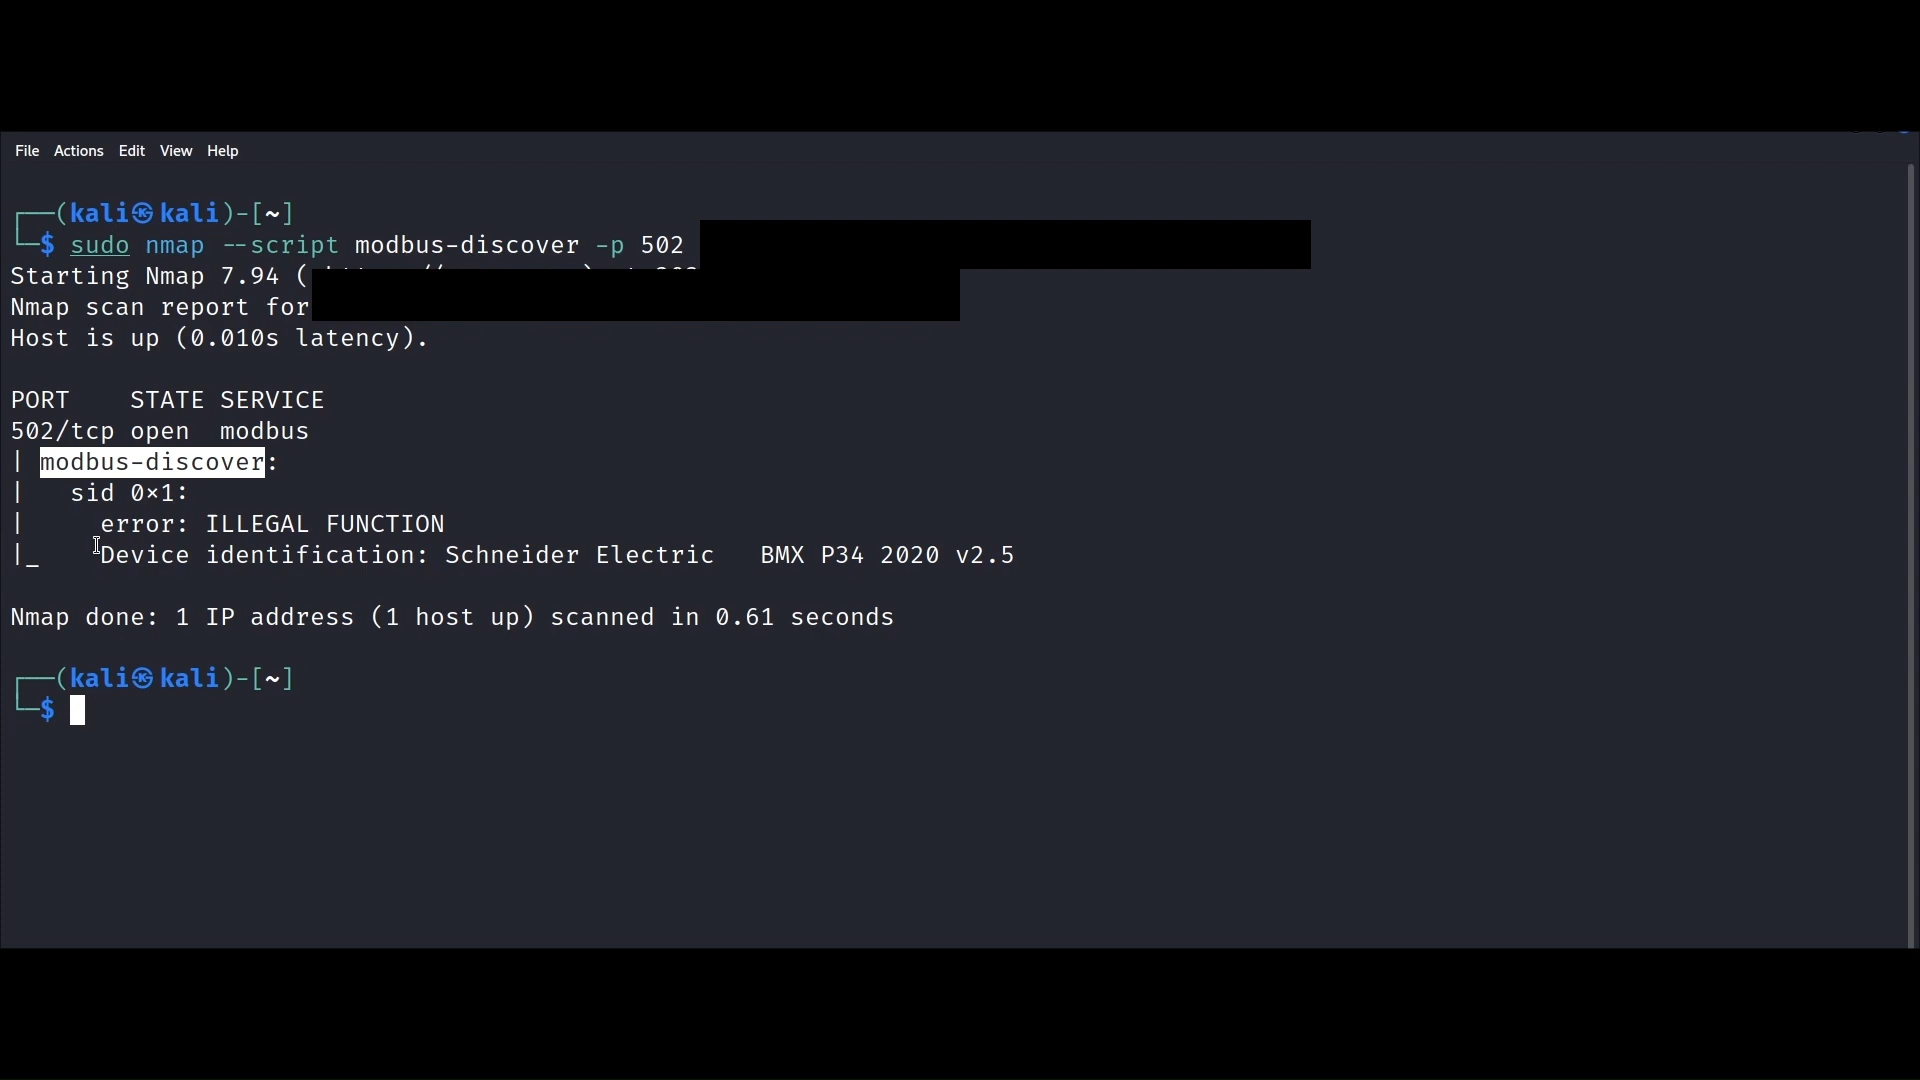 File Actions Edit View Help
┌──(kali㉿kali)-[~]
└─$ sudo nmap --script modbus-discover -p 502
Starting Nmap 7.94 (
Nmap scan report for
Host is up (0.010s latency).
PORT    STATE SERVICE
502/tcp open  modbus
| modbus-discover:
|   sid 0×1:
|     error: ILLEGAL FUNCTION
|_    Device identification: Schneider Electric   BMX P34 2020 v2.5
Nmap done: 1 IP address (1 host up) scanned in 0.61 seconds
┌──(kali㉿kali)-[~]
└─$